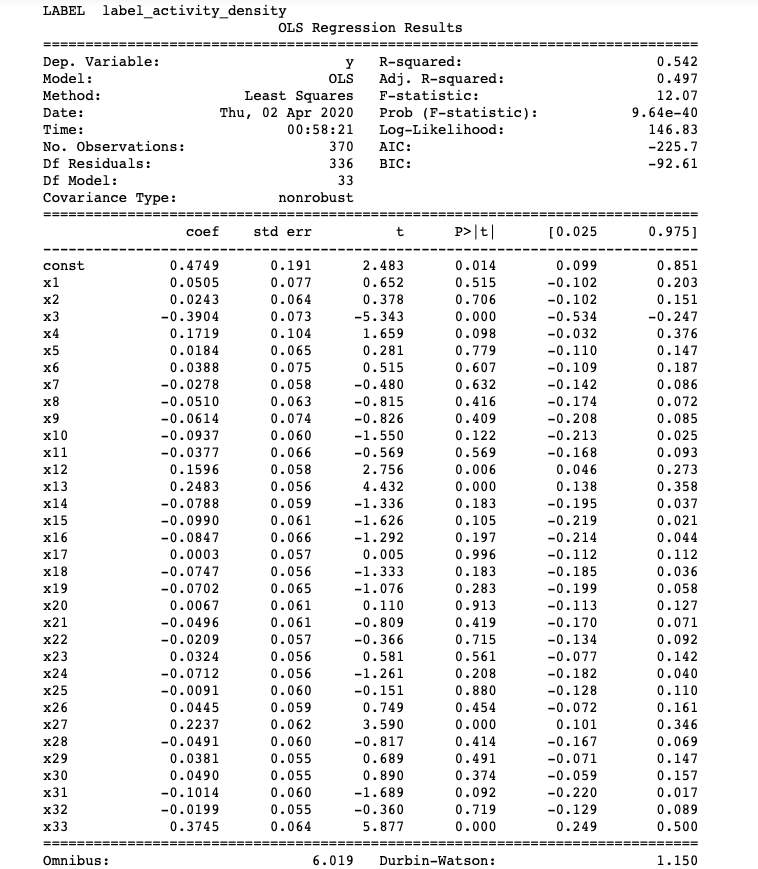 LABEL  label_activity_density
OLS Regression Results
==============================================================================
Dep. Variable: y R-squared: 0.542
Model: OLS Adj. R-squared: 0.497
Method: Least Squares F-statistic: 12.07
Date: Thu, 02 Apr 2020 Prob (F-statistic): 9.64e-40
Time: 00:58:21 Log-Likelihood: 146.83
No. Observations: 370 AIC: -225.7
Df Residuals: 336 BIC: -92.61
Df Model: 33
Covariance Type: nonrobust
==============================================================================
coef std err t P>|t| [0.025 0.975]
------------------------------------------------------------------------------
const 0.4749 0.191 2.483 0.014 0.099 0.851
x1 0.0505 0.077 0.652 0.515 -0.102 0.203
x2 0.0243 0.064 0.378 0.706 -0.102 0.151
x3 -0.3904 0.073 -5.343 0.000 -0.534 -0.247
x4 0.1719 0.104 1.659 0.098 -0.032 0.376
x5 0.0184 0.065 0.281 0.779 -0.110 0.147
x6 0.0388 0.075 0.515 0.607 -0.109 0.187
x7 -0.0278 0.058 -0.480 0.632 -0.142 0.086
x8 -0.0510 0.063 -0.815 0.416 -0.174 0.072
x9 -0.0614 0.074 -0.826 0.409 -0.208 0.085
x10 -0.0937 0.060 -1.550 0.122 -0.213 0.025
x11 -0.0377 0.066 -0.569 0.569 -0.168 0.093
x12 0.1596 0.058 2.756 0.006 0.046 0.273
x13 0.2483 0.056 4.432 0.000 0.138 0.358
x14 -0.0788 0.059 -1.336 0.183 -0.195 0.037
x15 -0.0990 0.061 -1.626 0.105 -0.219 0.021
x16 -0.0847 0.066 -1.292 0.197 -0.214 0.044
x17 0.0003 0.057 0.005 0.996 -0.112 0.112
x18 -0.0747 0.056 -1.333 0.183 -0.185 0.036
x19 -0.0702 0.065 -1.076 0.283 -0.199 0.058
x20 0.0067 0.061 0.110 0.913 -0.113 0.127
x21 -0.0496 0.061 -0.809 0.419 -0.170 0.071
x22 -0.0209 0.057 -0.366 0.715 -0.134 0.092
x23 0.0324 0.056 0.581 0.561 -0.077 0.142
x24 -0.0712 0.056 -1.261 0.208 -0.182 0.040
x25 -0.0091 0.060 -0.151 0.880 -0.128 0.110
x26 0.0445 0.059 0.749 0.454 -0.072 0.161
x27 0.2237 0.062 3.590 0.000 0.101 0.346
x28 -0.0491 0.060 -0.817 0.414 -0.167 0.069
x29 0.0381 0.055 0.689 0.491 -0.071 0.147
x30 0.0490 0.055 0.890 0.374 -0.059 0.157
x31 -0.1014 0.060 -1.689 0.092 -0.220 0.017
x32 -0.0199 0.055 -0.360 0.719 -0.129 0.089
x33 0.3745 0.064 5.877 0.000 0.249 0.500
==============================================================================
Omnibus: 6.019 Durbin-Watson: 1.150